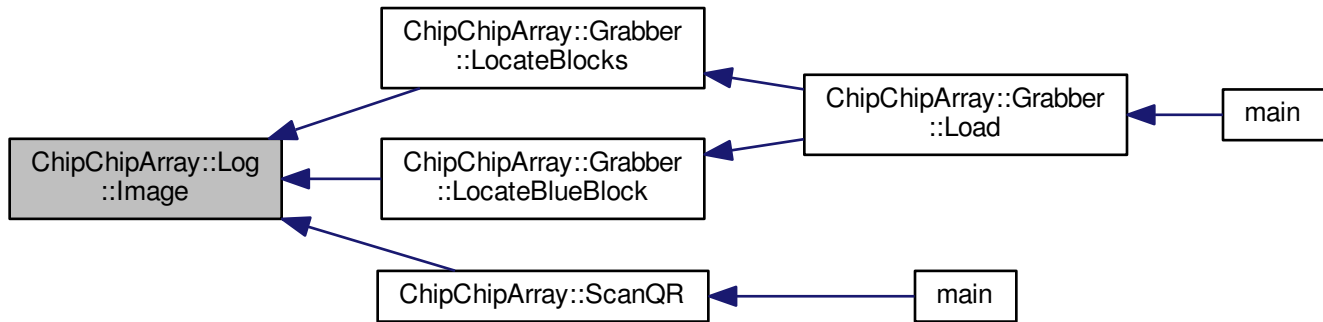 ChipChipArray::Log
::Image
ChipChipArray::Grabber
::LocateBlocks
ChipChipArray::Grabber
::LocateBlueBlock
ChipChipArray::ScanQR
ChipChipArray::Grabber
::Load
main
main